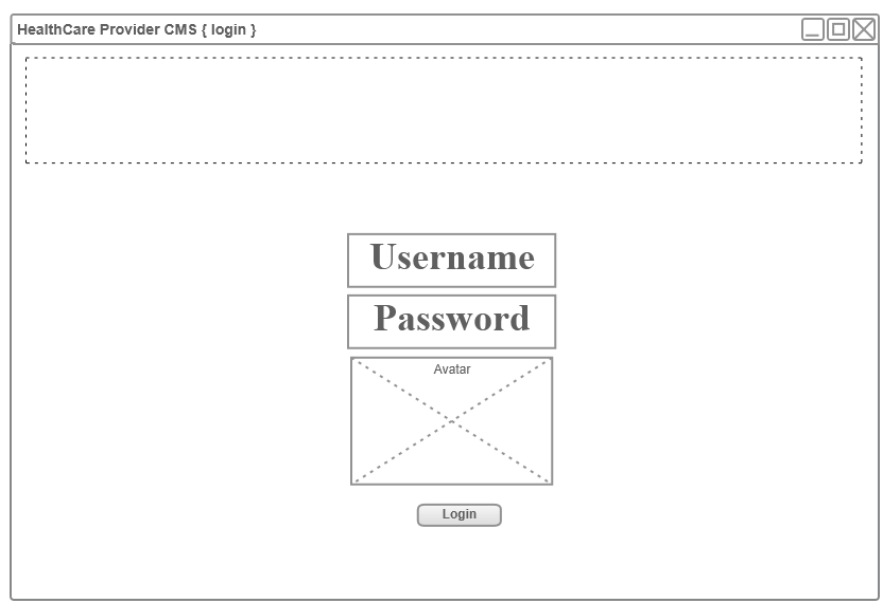 HealthCare Provider CMS { login }
Username
Password
Avatar
Login